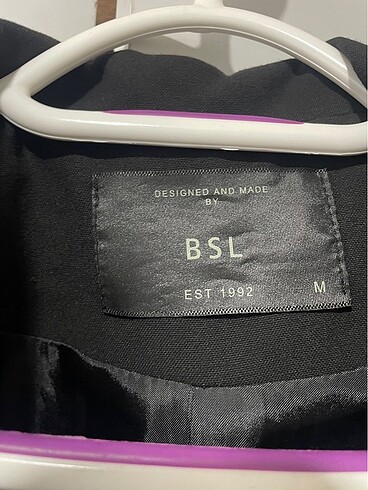 DESIGNED AND MADE
BY
BSL
EST 1992
M